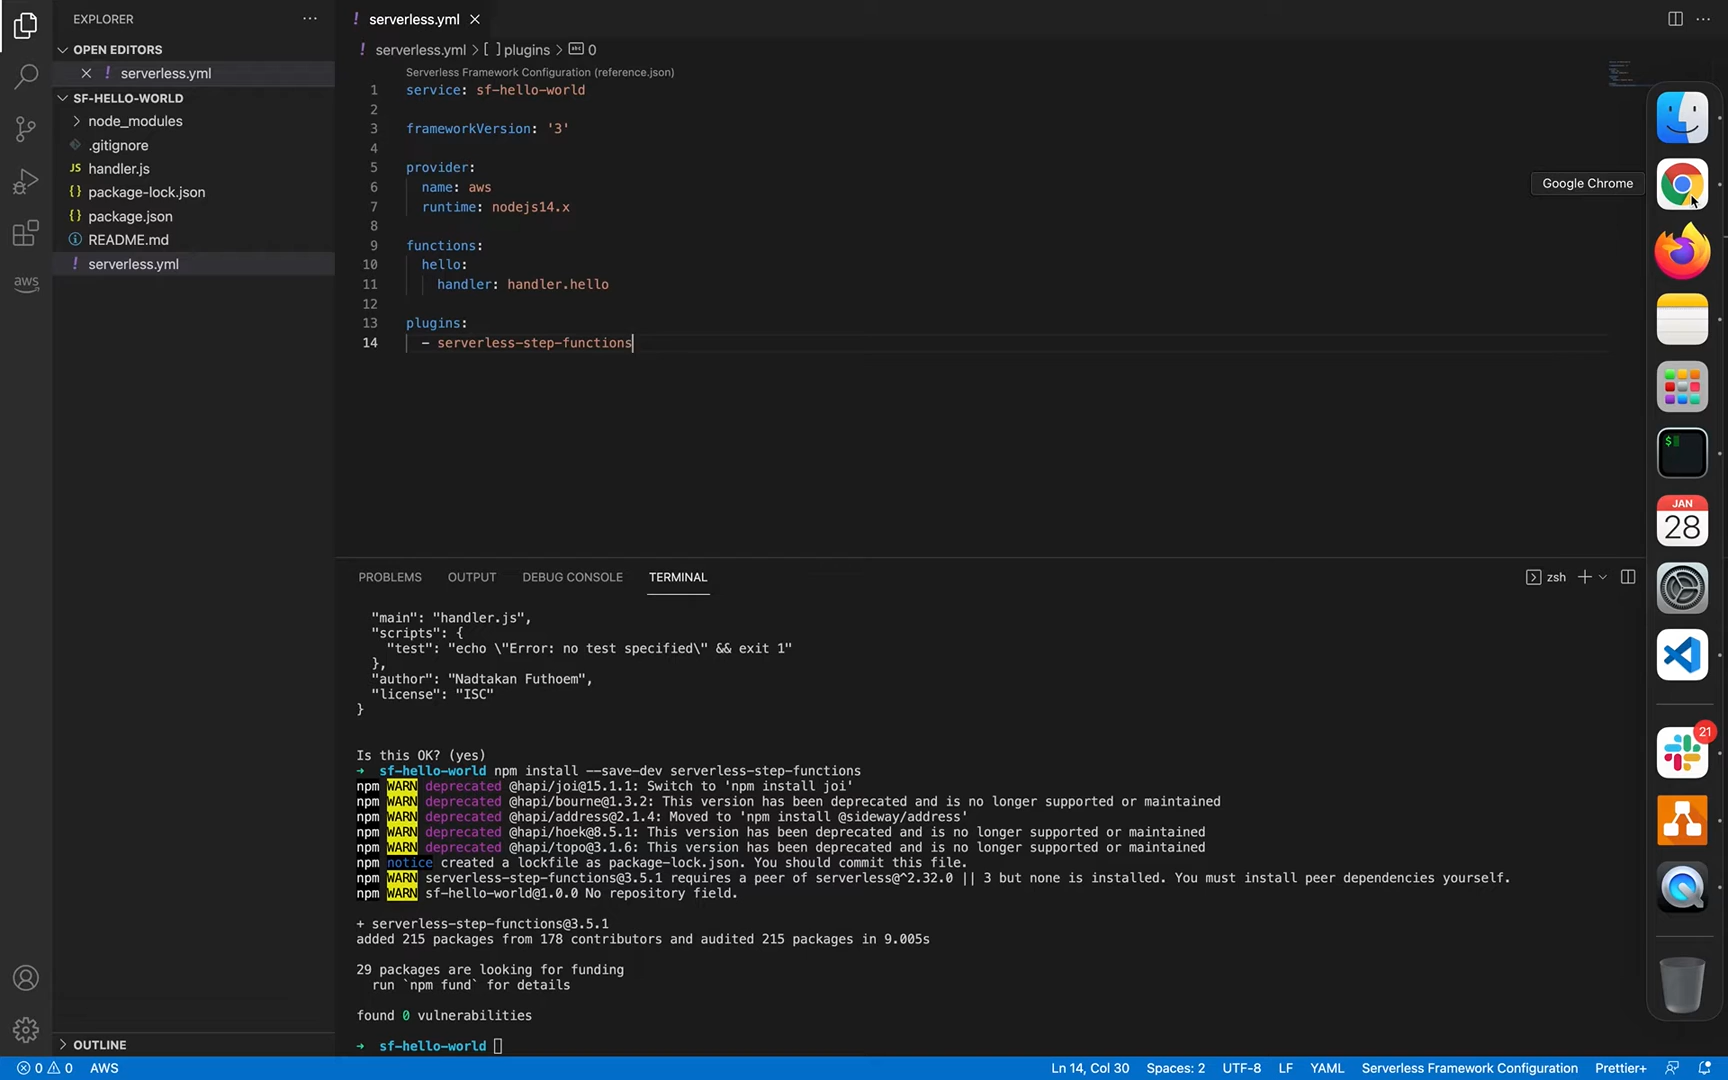 EXPLORER
OPEN EDITORS
serverless.yml
SF-HELLO-WORLD
node_modules
.gitignore
JS handler.js
{} package-lock.json
{} package.json
README.md
! serverless.yml
aws
OUTLINE
! serverless.yml
! serverless.yml > [ ] plugins > abc 0
Serverless Framework Configuration (reference.json)
1 service: sf-hello-world
2
3 frameworkVersion: '3'
4
5 provider:
6 name: aws
7 runtime: nodejs14.x
8
9 functions:
10 hello:
11 handler: handler.hello
12
13 plugins:
14 - serverless-step-functions
Google Chrome
JAN
28
21
PROBLEMS OUTPUT DEBUG CONSOLE TERMINAL
zsh
"main": "handler.js",
"scripts": {
"test": "echo \"Error: no test specified\" && exit 1"
},
"author": "Nadtakan Futhoem",
"license": "ISC"
}
Is this OK? (yes)
→ sf-hello-world npm install --save-dev serverless-step-functions
npm WARN deprecated @hapi/joi@15.1.1: Switch to 'npm install joi'
npm WARN deprecated @hapi/bourne@1.3.2: This version has been deprecated and is no longer supported or maintained
npm WARN deprecated @hapi/address@2.1.4: Moved to 'npm install @sideway/address'
npm WARN deprecated @hapi/hoek@8.5.1: This version has been deprecated and is no longer supported or maintained
npm WARN deprecated @hapi/topo@3.1.6: This version has been deprecated and is no longer supported or maintained
npm notice created a lockfile as package-lock.json. You should commit this file.
npm WARN serverless-step-functions@3.5.1 requires a peer of serverless@^2.32.0 || 3 but none is installed. You must install peer dependencies yourself.
npm WARN sf-hello-world@1.0.0 No repository field.
+ serverless-step-functions@3.5.1
added 215 packages from 178 contributors and audited 215 packages in 9.005s
29 packages are looking for funding
run `npm fund` for details
found 0 vulnerabilities
→ sf-hello-world
0 0 AWS
Ln 14, Col 30 Spaces: 2 UTF-8 LF YAML Serverless Framework Configuration Prettier+